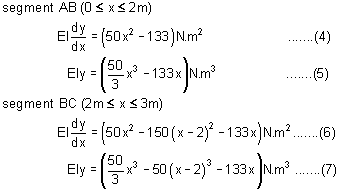 segment AB (0 ≤ x ≤ 2m)
EI dy/dx = (50x² − 133)N.m² .......(4)
EIy = (50/3 x³ − 133x)N.m³ .......(5)
segment BC (2m ≤ x ≤ 3m)
EI dy/dx = (50x² − 150(x − 2)² − 133x)N.m² .......(6)
EIy = (50/3 x³ − 50(x − 2)³ − 133x)N.m³ .......(7)